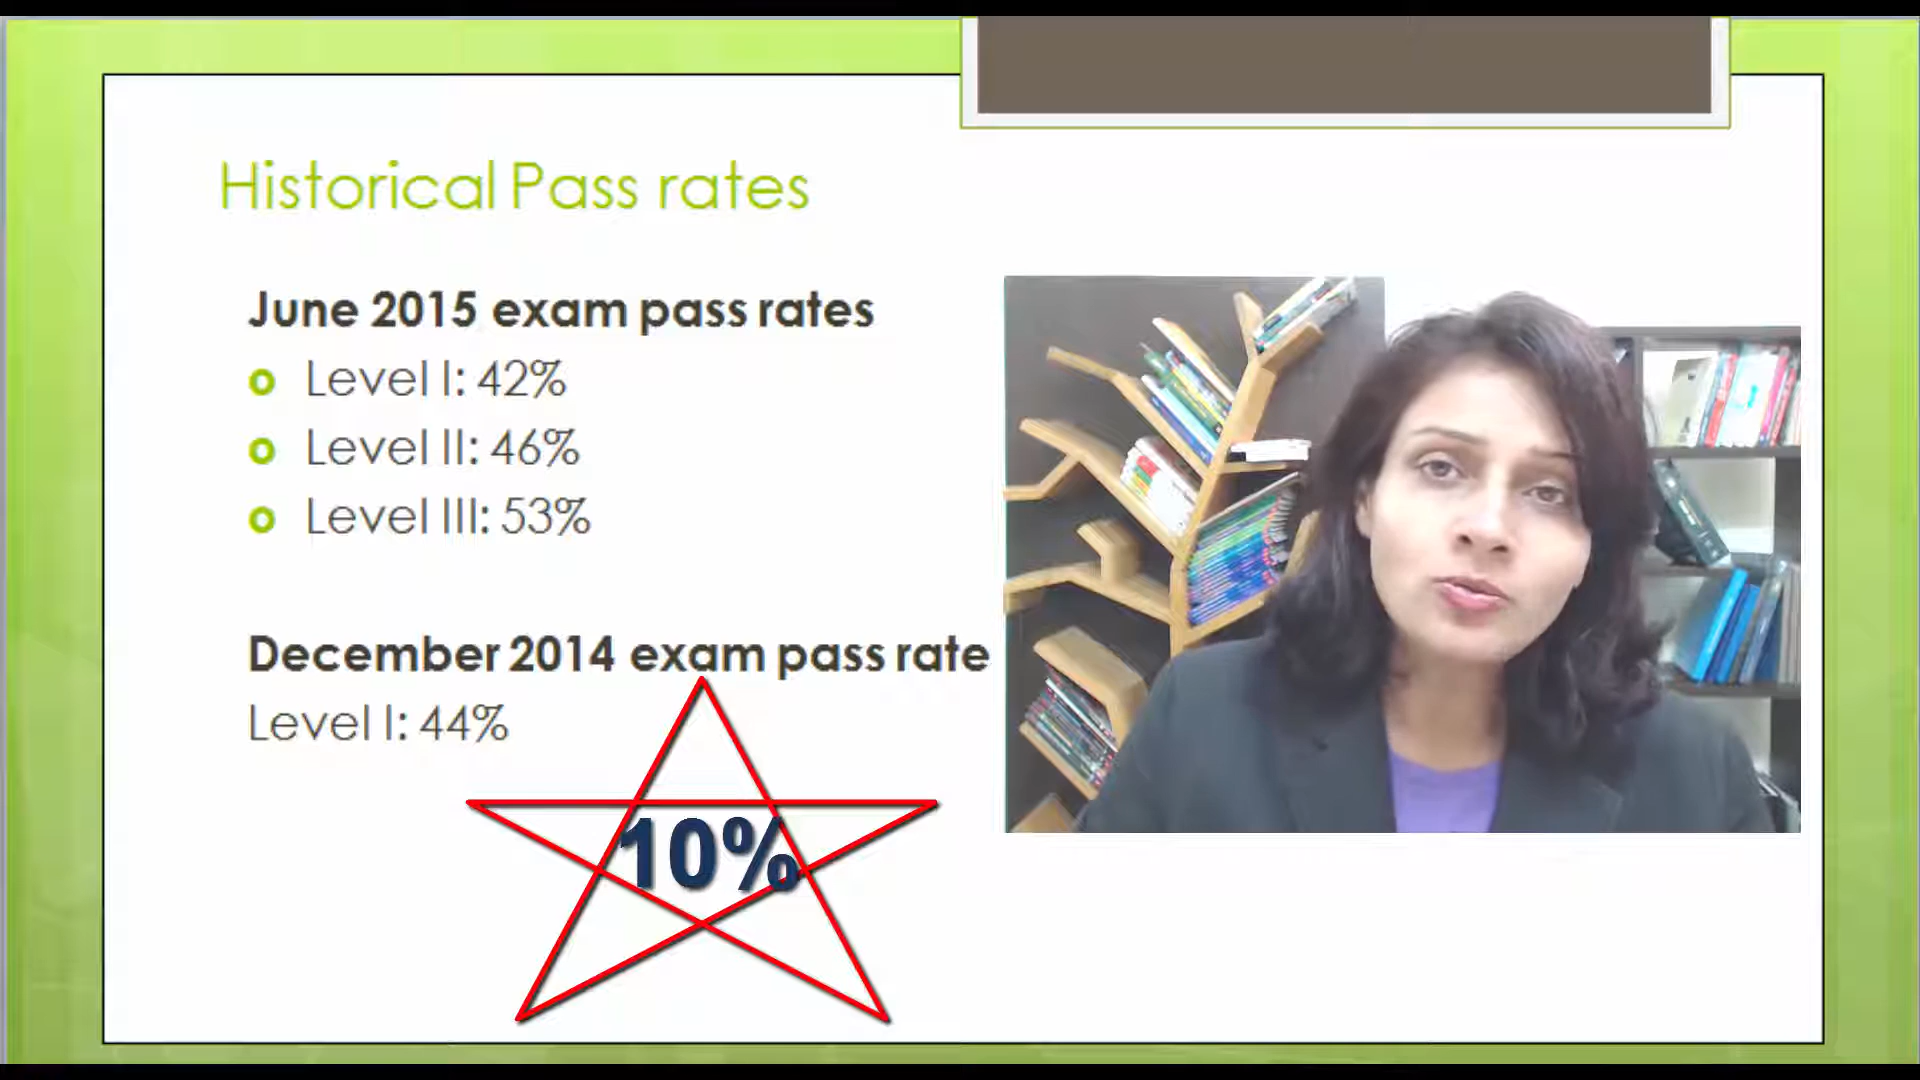 Historical Pass rates
June 2015 exam pass rates
Level I: 42%
Level II: 46%
Level III: 53%
December 2014 exam pass rate
Level I: 44%
10%